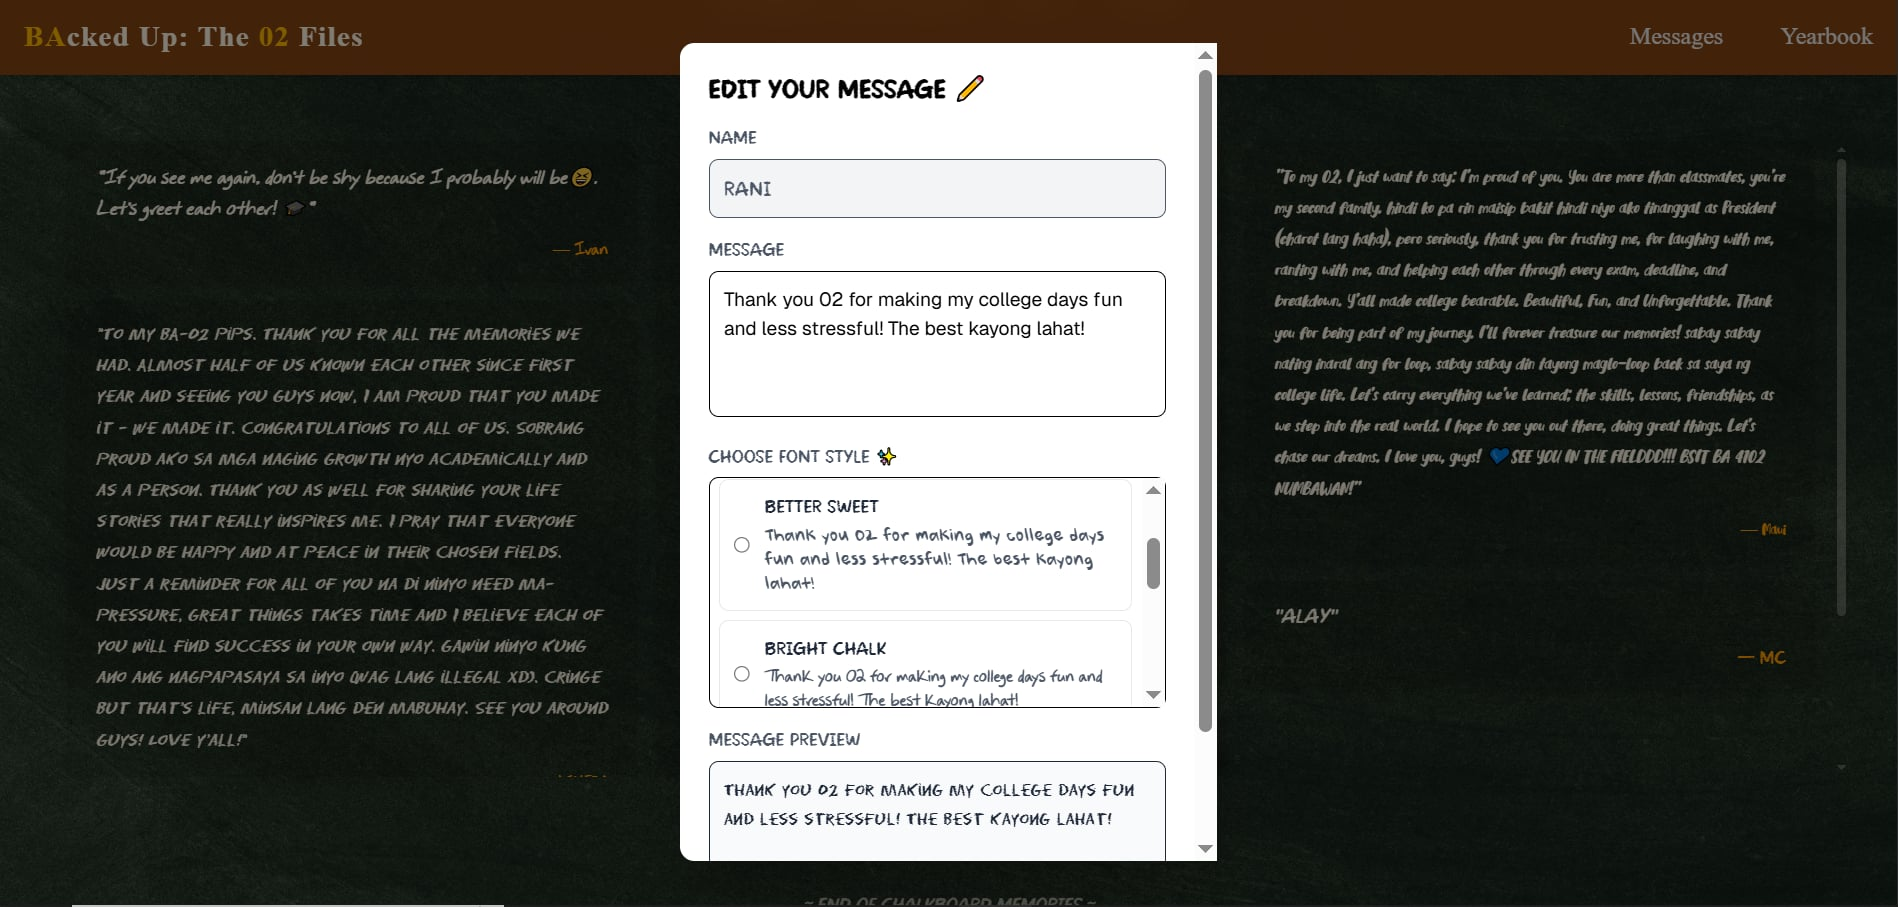 BAcked Up: The 02 Files
Messages
Yearbook
"If you see me again, don't be shy because I probably will be 😆.
Let's greet each other! 🎓"
— Ivan
"TO MY BA-02 PIPS. THANK YOU FOR ALL THE MEMORIES WE
HAD. ALMOST HALF OF US KNOWN EACH OTHER SINCE FIRST
YEAR AND SEEING YOU GUYS NOW, I AM PROUD THAT YOU MADE
IT - WE MADE IT. CONGRATULATIONS TO ALL OF US. SOBRANG
PROUD AKO SA MGA NAGING GROWTH NYO ACADEMICALLY AND
AS A PERSON. THANK YOU AS WELL FOR SHARING YOUR LIFE
STORIES THAT REALLY INSPIRES ME. I PRAY THAT EVERYONE
WOULD BE HAPPY AND AT PEACE IN THEIR CHOSEN FIELDS.
JUST A REMINDER FOR ALL OF YOU NA DI NINYO NEED MA-
PRESSURE, GREAT THINGS TAKES TIME AND I BELIEVE EACH OF
YOU WILL FIND SUCCESS IN YOUR OWN WAY. GAWIN NINYO KUNG
ANO ANG NAGPAPASAYA SA INYO (WAG LANG ILLEGAL XD). CRINGE
BUT THAT'S LIFE, MINSAN LANG DEN MABUHAY. SEE YOU AROUND
GUYS! LOVE Y'ALL!"
EDIT YOUR MESSAGE ✏️
NAME
RANI
MESSAGE
Thank you 02 for making my college days fun
and less stressful! The best kayong lahat!
CHOOSE FONT STYLE ✨
BETTER SWEET
Thank you 02 for making my college days
fun and less stressful! The best kayong
lahat!
BRIGHT CHALK
Thank you 02 for making my college days fun and
less stressful! The best kayong lahat!
MESSAGE PREVIEW
THANK YOU 02 FOR MAKING MY COLLEGE DAYS FUN
AND LESS STRESSFUL! THE BEST KAYONG LAHAT!
"To my 02, I just want to say: I'm proud of you. You are more than classmates, you're
my second family. hindi ko pa rin maisip bakit hindi niyo ako tinanggal as President
(charot lang haha), pero seriously, thank you for trusting me, for laughing with me,
ranting with me, and helping each other through every exam, deadline, and
breakdown. Y'all made college bearable. Beautiful, Fun, and Unforgettable. Thank
you for being part of my journey. I'll forever treasure our memories! sabay sabay
nating inaral ang for loop, sabay sabay din tayong maglo-loop back sa saya ng
college life. Let's carry everything we've learned; the skills, lessons, friendships, as
we step into the real world. I hope to see you out there, doing great things. Let's
chase our dreams. I love you, guys! 💙SEE YOU IN THE FIELDDD!!! BSIT BA 4102
NUMBAWAN!"
— Maui
"ALAY"
— MC
~ END OF CHALKBOARD MEMORIES ~